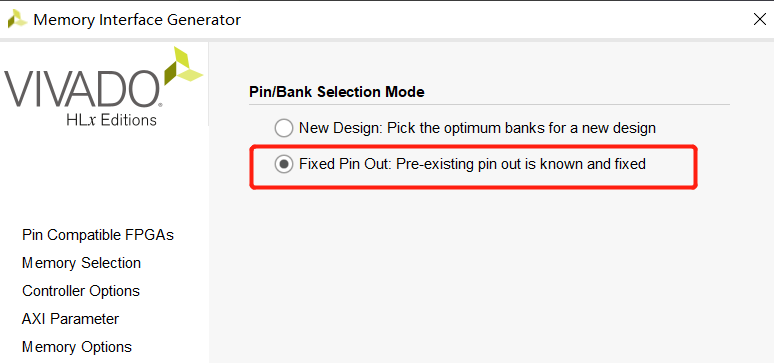 Memory Interface Generator
VIVADO
HLx Editions
Pin/Bank Selection Mode
New Design: Pick the optimum banks for a new design
Fixed Pin Out: Pre-existing pin out is known and fixed
Pin Compatible FPGAs
Memory Selection
Controller Options
AXI Parameter
Memory Options